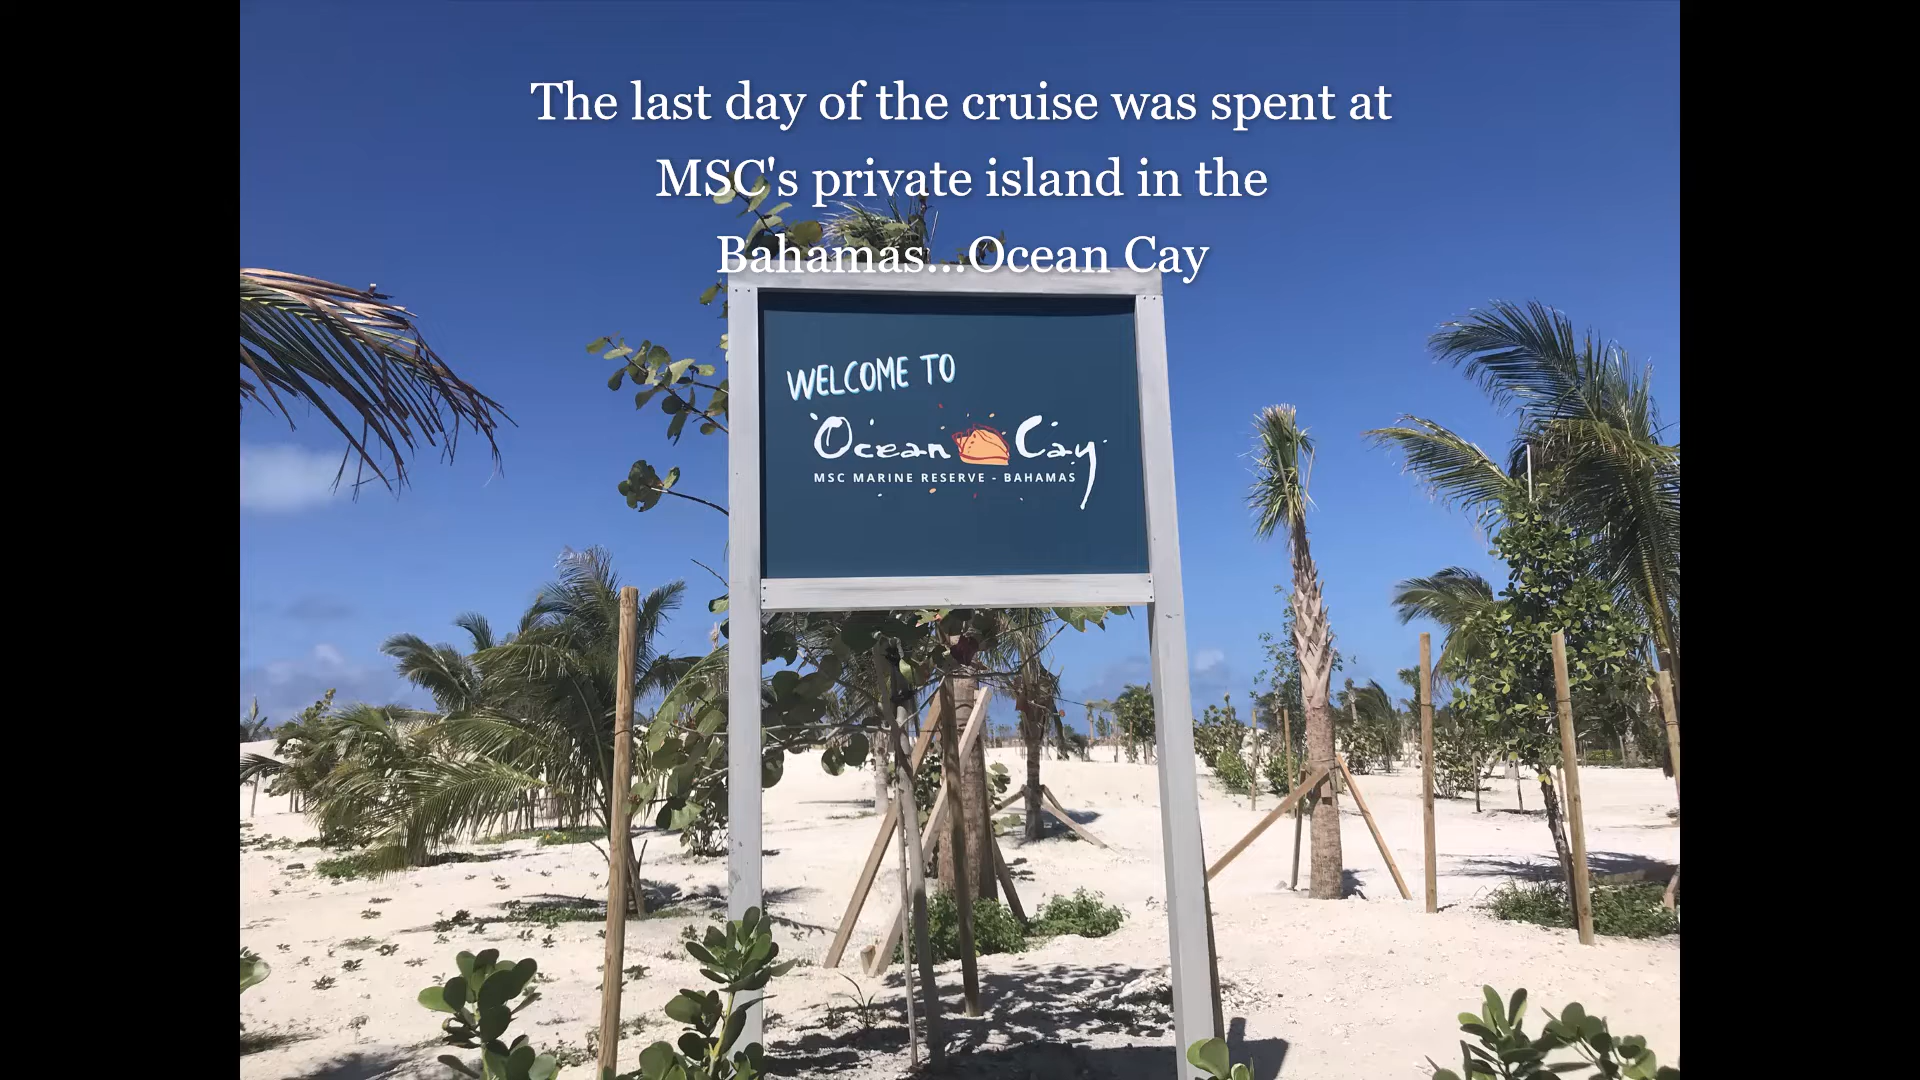 The last day of the cruise was spent at
MSC's private island in the
Bahamas...Ocean Cay
WELCOME TO
Ocean Cay
MSC MARINE RESERVE - BAHAMAS